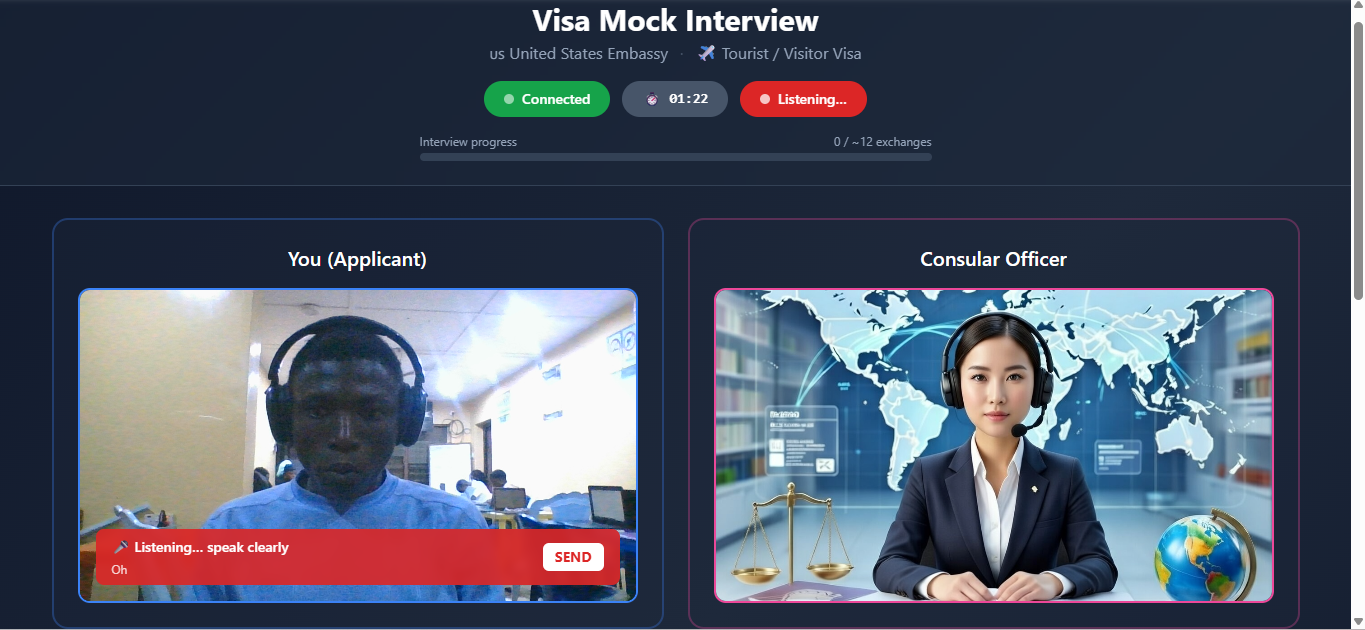 Visa Mock Interview
us United States Embassy · Tourist / Visitor Visa
Connected 01:22 Listening...
Interview progress 0 / ~12 exchanges
You (Applicant)
Consular Officer
Listening... speak clearly
Oh
SEND